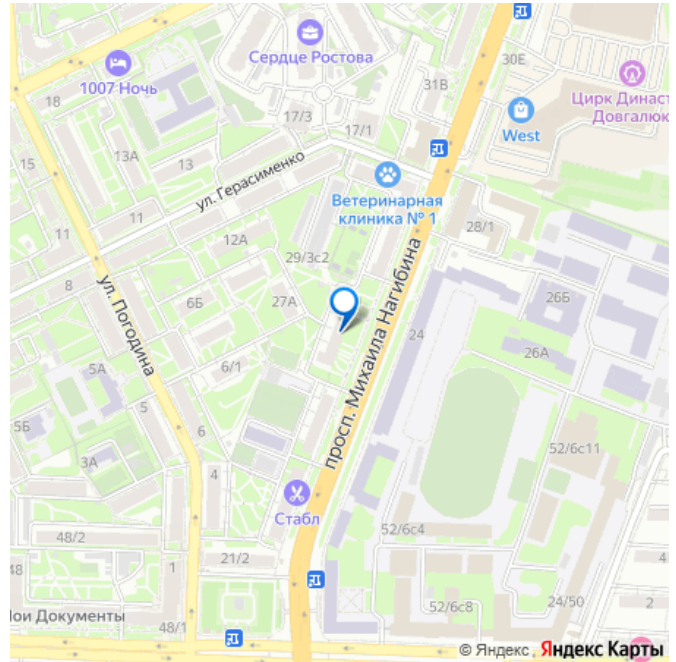 30Е
Сердце Ростова
1007 Ночь
31В
18
Цирк Династ
Довгалюк
West
17/3
17/1
15
13А
13
ул. Герасименко
Ветеринарная
клиника № 1
11
11
28/1
12А
29/3с2
8
ул. Погодина
6Б
27А
просп. Михаила Нагибина
26Б
24
26А
6/1
5А
5
5Б
6
3А
4
52/6с11
Стабл
48/2
21/2
52/6с4
48
1
4
52/6с8
24/50
2
Мои Документы
48/1
© Яндекс Яндекс Карты